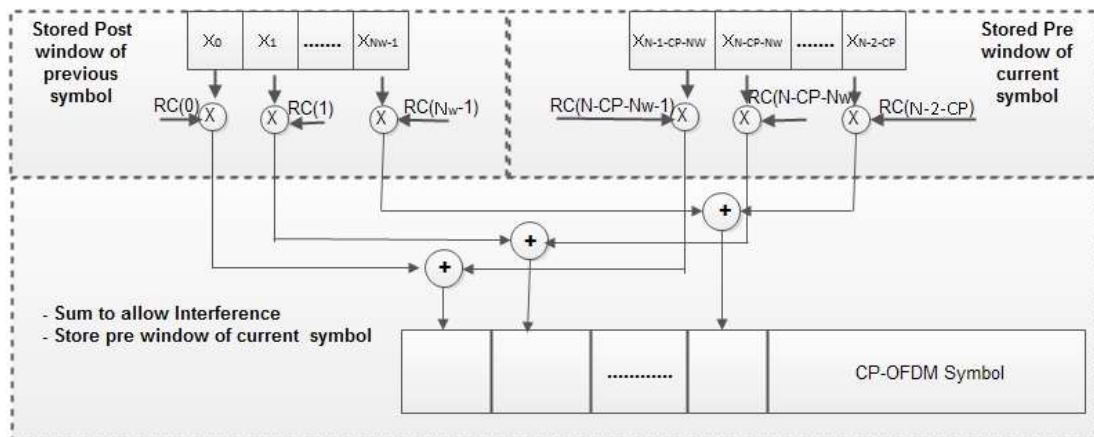 Stored Post
window of
previous
symbol
X0 X1 ....... XNw-1
RC(0) RC(1) RC(Nw-1)
X X X
XN-1-CP-NW XN-CP-Nw ....... XN-2-CP
RC(N-CP-Nw-1) RC(N-CP-Nw RC(N-2-CP)
X X X
Stored Pre
window of
current
symbol
+
+
+
- Sum to allow Interference
- Store pre window of current symbol
............
CP-OFDM Symbol